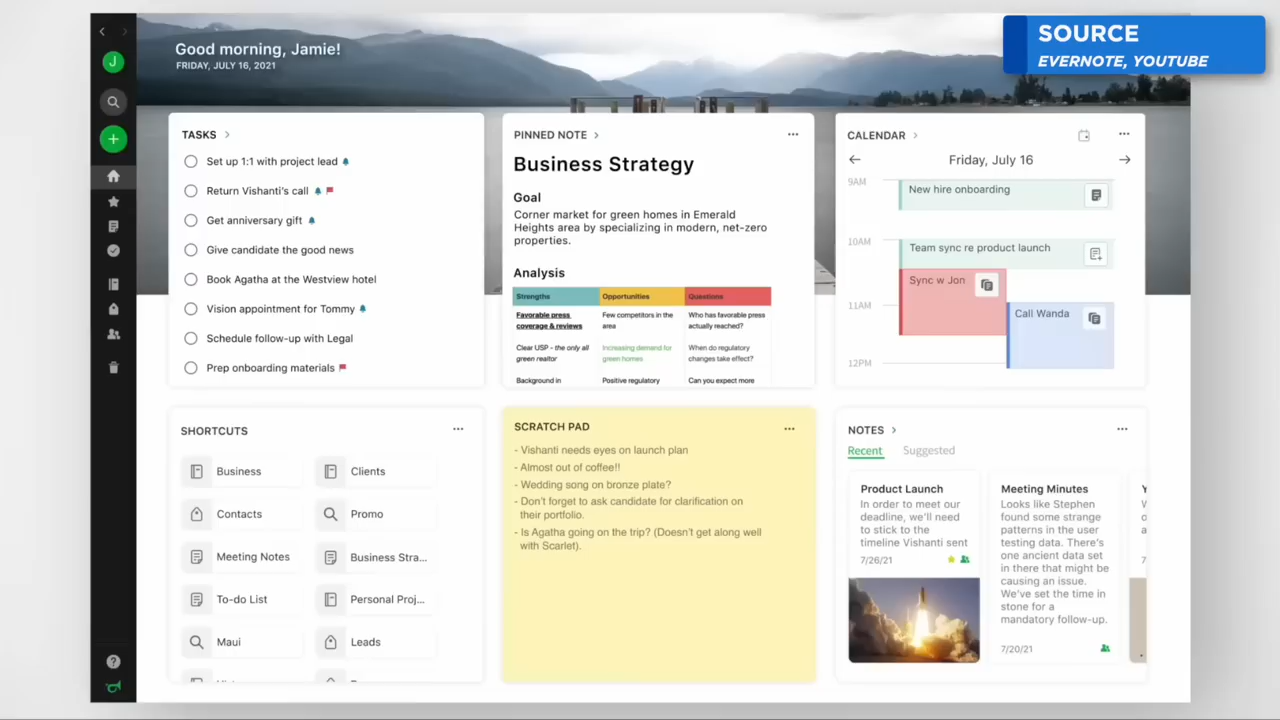 SOURCE
EVERNOTE, YOUTUBE
J
Good morning, Jamie!
FRIDAY, JULY 16, 2021
TASKS
Set up 1:1 with project lead
Return Vishanti's call
Get anniversary gift
Give candidate the good news
Book Agatha at the Westview hotel
Vision appointment for Tommy
Schedule follow-up with Legal
Prep onboarding materials
PINNED NOTE
Business Strategy
Goal
Corner market for green homes in Emerald
Heights area by specializing in modern, net-zero
properties.
Analysis
Strengths Opportunities Questions
Favorable press Few competitors in the Who has favorable press
coverage & reviews area actually reached?
Clear USP - the only all Increasing demand for When do regulatory
green realtor green homes changes take effect?
Background in Positive regulatory Can you expect more
CALENDAR
Friday, July 16
9AM
New hire onboarding
10AM
Team sync re product launch
Sync w Jon
11AM
Call Wanda
12PM
SHORTCUTS
Business Clients
Contacts Promo
Meeting Notes Business Stra...
To-do List Personal Proj...
Maui Leads
SCRATCH PAD
- Vishanti needs eyes on launch plan
- Almost out of coffee!!
- Wedding song on bronze plate?
- Don't forget to ask candidate for clarification on
their portfolio.
- Is Agatha going on the trip? (Doesn't get along well
with Scarlet).
NOTES
Recent Suggested
Product Launch
In order to meet our
deadline, we'll need
to stick to the
timeline Vishanti sent
7/26/21
Meeting Minutes
Looks like Stephen
found some strange
patterns in the user
testing data. There's
one ancient data set
in there that might be
causing an issue.
We've set the time in
stone for a
mandatory follow-up.
7/20/21